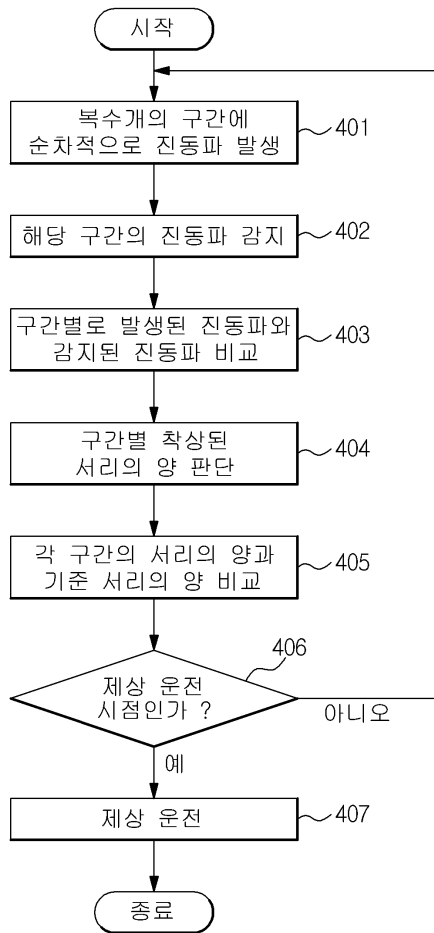 시작
복수개의 구간에
순차적으로 진동파 발생
401
해당 구간의 진동파 감지
402
구간별로 발생된 진동파와
감지된 진동파 비교
403
구간별 착상된
서리의 양 판단
404
각 구간의 서리의 양과
기준 서리의 양 비교
405
406
제상 운전
시점인가 ?
아니오
예
제상 운전
407
종료